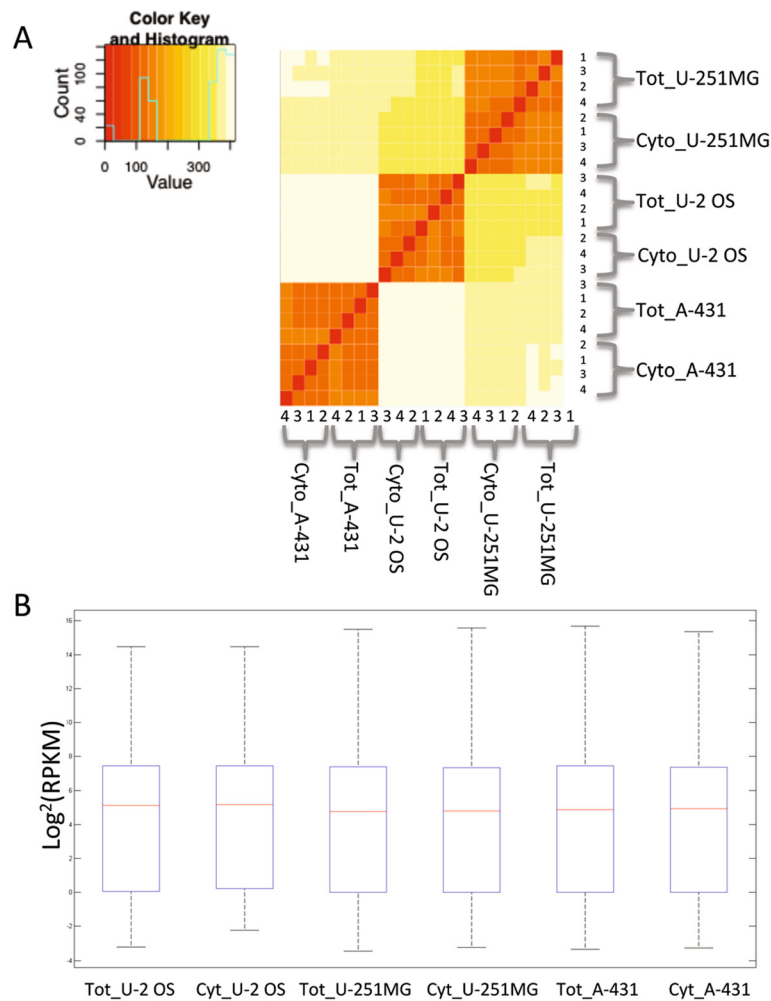 A
Color Key
and Histogram
Count
0 40 100
0 100 300
Value
1
3
2
4
Tot_U-251MG
2
1
3
4
Cyto_U-251MG
3
4
2
1
Tot_U-2 OS
2
4
3
Cyto_U-2 OS
3
1
2
4
Tot_A-431
2
1
3
4
Cyto_A-431
4 3 1 2 4 2 1 3 3 4 2 1 2 4 3 4 3 1 2 4 2 3 1
Cyto_A-431
Tot_A-431
Cyto_U-2 OS
Tot_U-2 OS
Cyto_U-251MG
Tot_U-251MG
B
Log²(RPKM)
16
14
12
10
8
6
4
2
0
-2
-4
Tot_U-2 OS Cyt_U-2 OS Tot_U-251MG Cyt_U-251MG Tot_A-431 Cyt_A-431